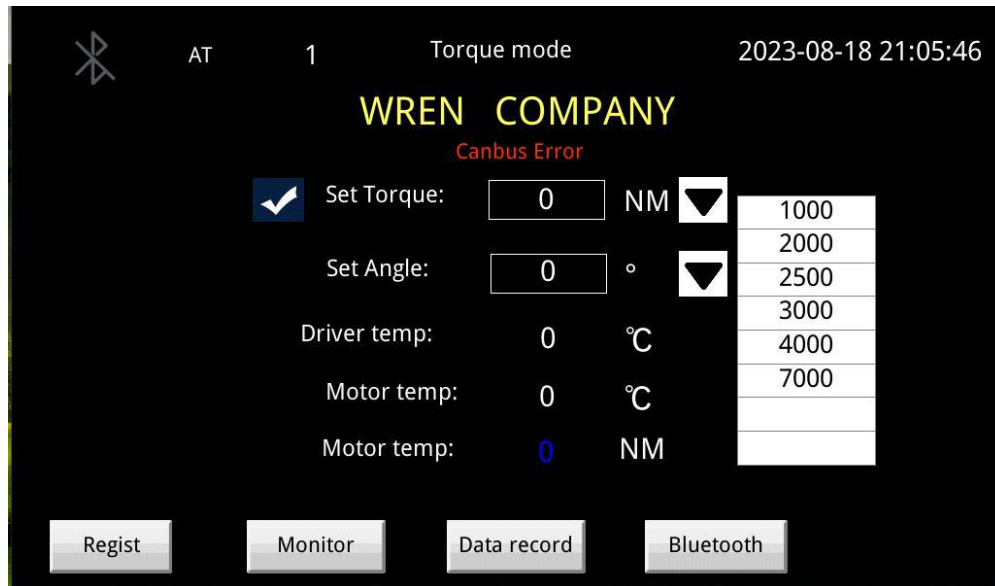 AT 1 Torque mode 2023-08-18 21:05:46
WREN COMPANY
Canbus Error
Set Torque: 0 NM
1000
2000
Set Angle: 0 °
2500
3000
Driver temp: 0 ℃
4000
7000
Motor temp: 0 ℃
Motor temp: 0 NM
Regist Monitor Data record Bluetooth